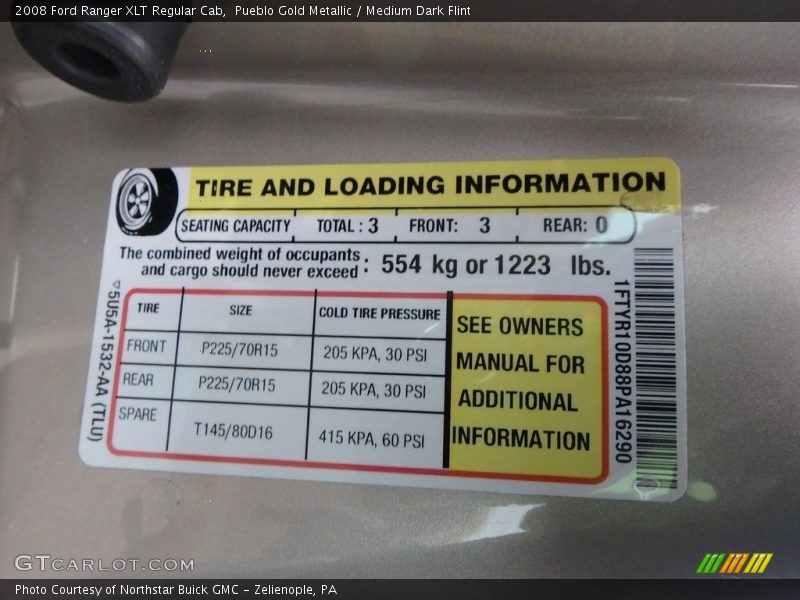 2008 Ford Ranger XLT Regular Cab,  Pueblo Gold Metallic / Medium Dark Flint
TIRE AND LOADING INFORMATION
SEATING CAPACITY TOTAL : 3 FRONT: 3 REAR: 0
The combined weight of occupants
and cargo should never exceed : 554 kg or 1223 lbs.
TIRE SIZE COLD TIRE PRESSURE
FRONT P225/70R15 205 KPA, 30 PSI
REAR P225/70R15 205 KPA, 30 PSI
SPARE T145/80D16 415 KPA, 60 PSI
SEE OWNERS
MANUAL FOR
ADDITIONAL
INFORMATION
5U5A-1532-AA (TLU)
1FTYR10D88PA16290
GTcarlot.com
Photo Courtesy of Northstar Buick GMC - Zelienople, PA